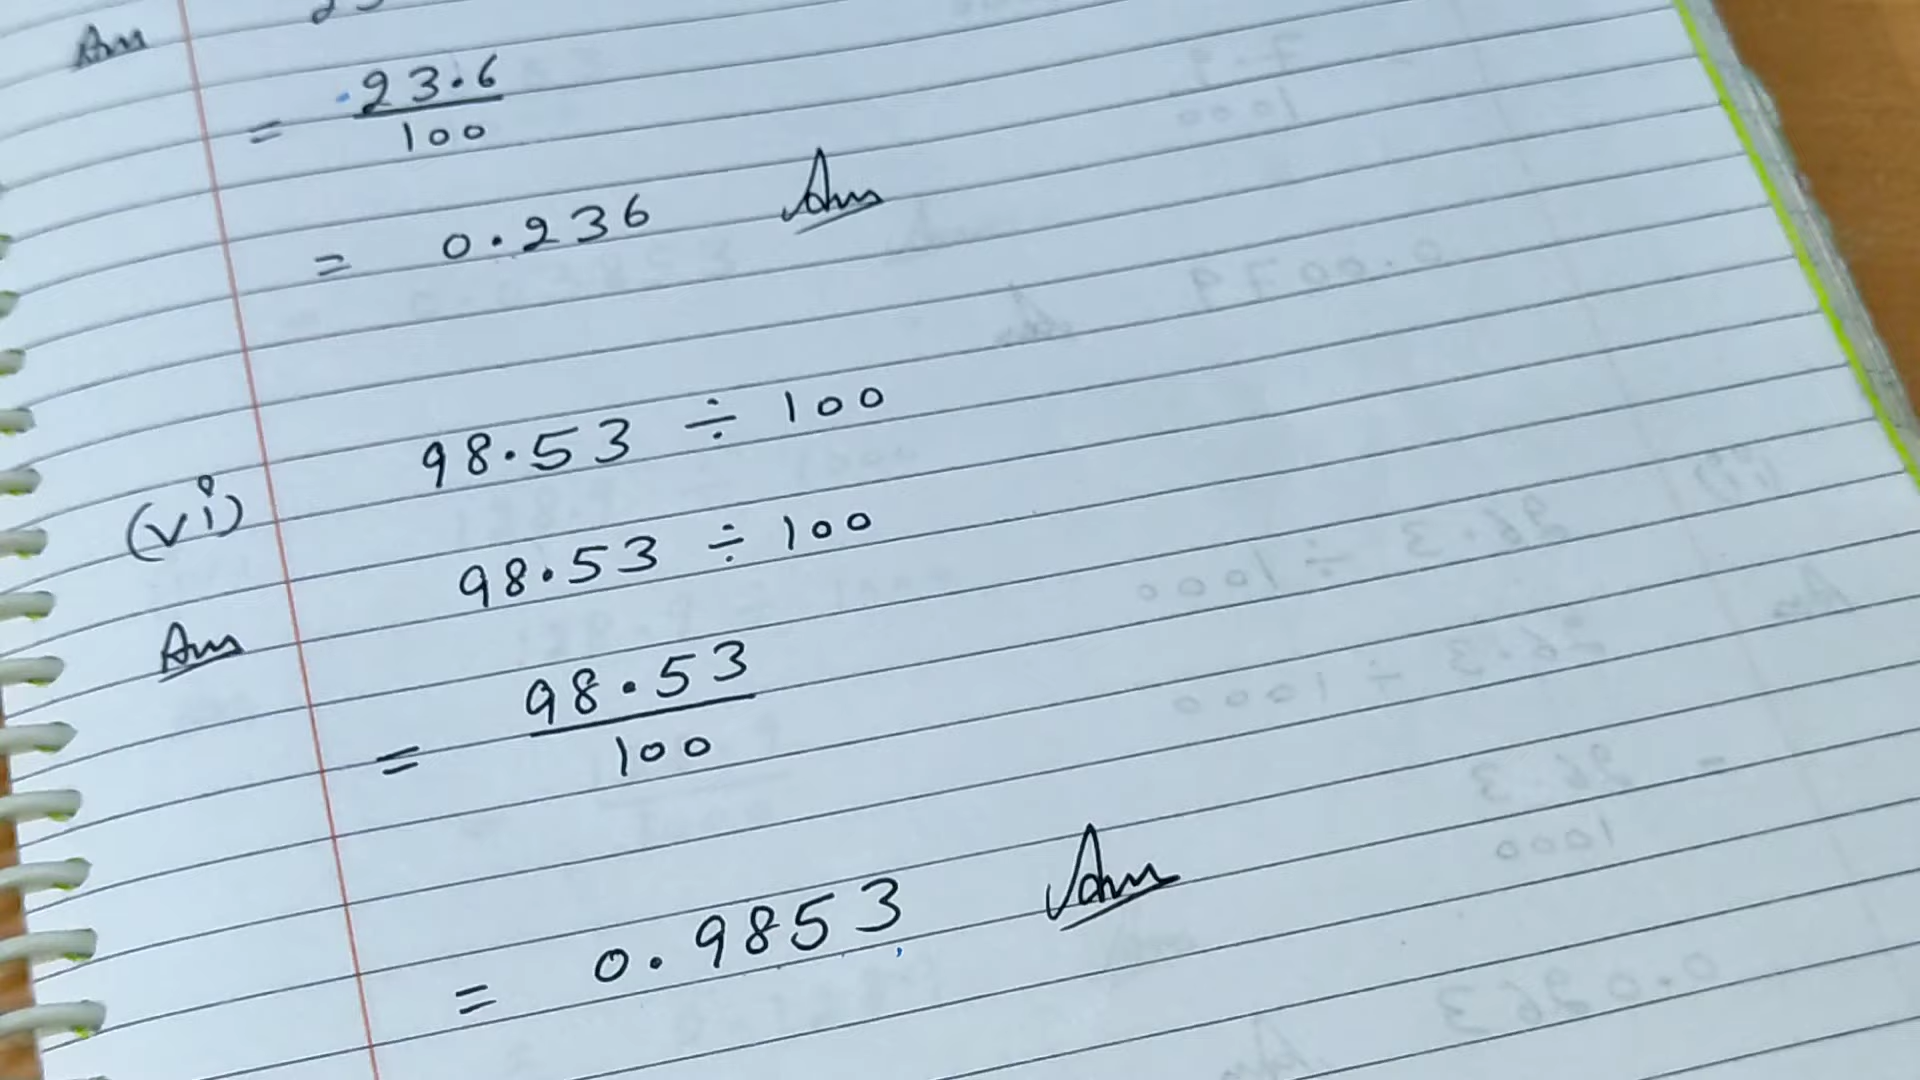 Ans
= 23.6/100
= 0.236 Ans
(vi) 98.53 ÷ 100
Ans 98.53 ÷ 100
= 98.53/100
= 0.9853 Ans